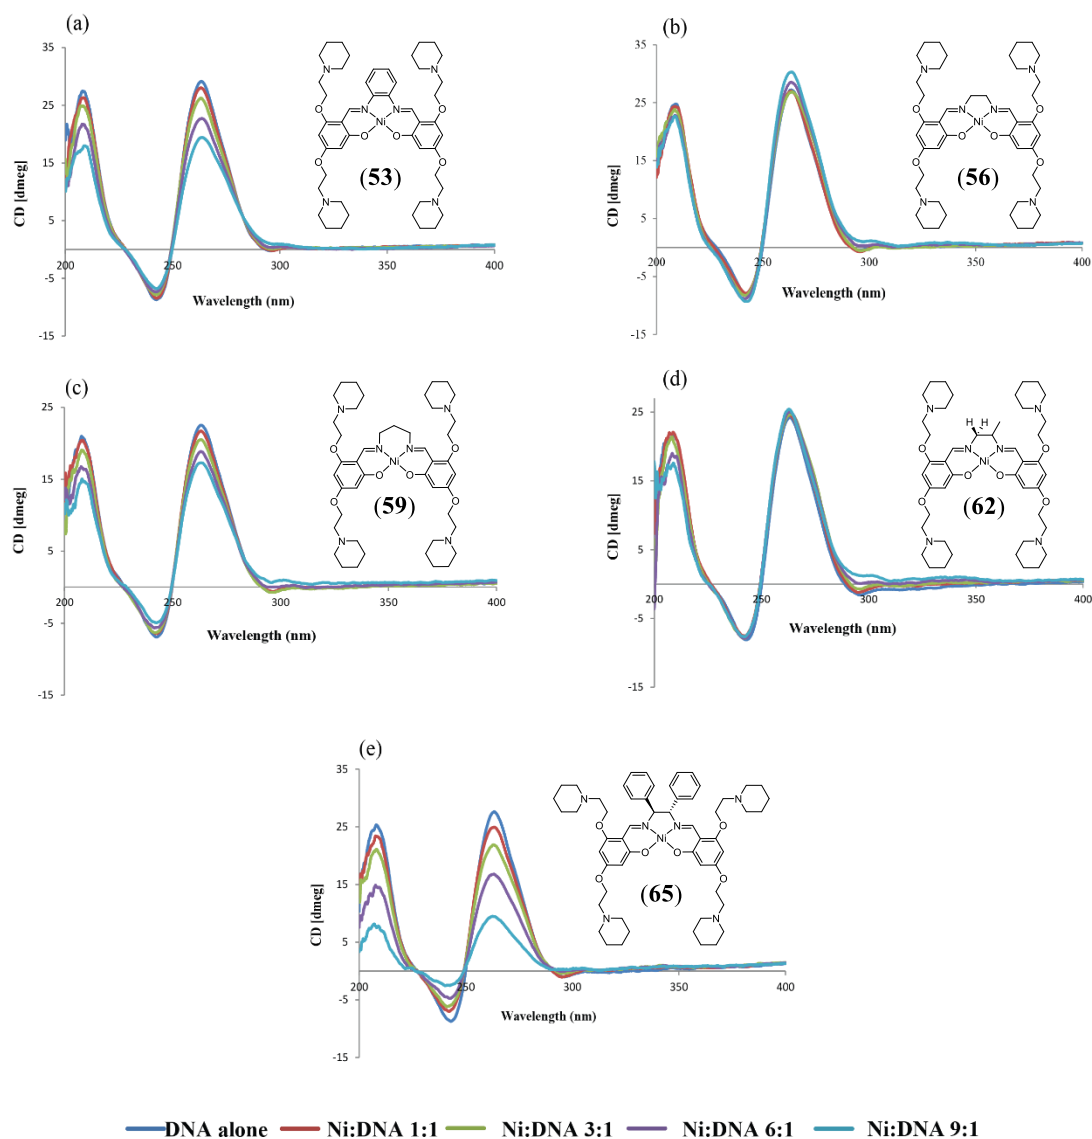 (a)
CD [dmeg]
35
25
15
5
-5
-15
200
250
300
350
400
Wavelength (nm)
N
N
O
O
N
N
Ni
O
O
O
O
N
N
(53)
(b)
CD [dmeg]
35
25
15
5
-5
-15
200
250
300
350
400
Wavelength (nm)
N
N
O
O
N
N
Ni
O
O
O
O
N
N
(56)
(c)
CD [dmeg]
25
15
5
-5
-15
200
250
300
350
400
Wavelength (nm)
N
N
O
O
N
N
Ni
O
O
O
O
N
N
(59)
(d)
CD [dmeg]
25
15
5
-5
-15
200
250
300
350
400
Wavelength (nm)
N
N
H
H
O
O
N
N
Ni
O
O
O
O
N
N
(62)
(e)
CD [dmeg]
35
25
15
5
-5
-15
200
250
300
350
400
Wavelength (nm)
N
N
O
O
N
N
Ni
O
O
O
O
N
N
(65)
DNA alone Ni:DNA 1:1 Ni:DNA 3:1 Ni:DNA 6:1 Ni:DNA 9:1